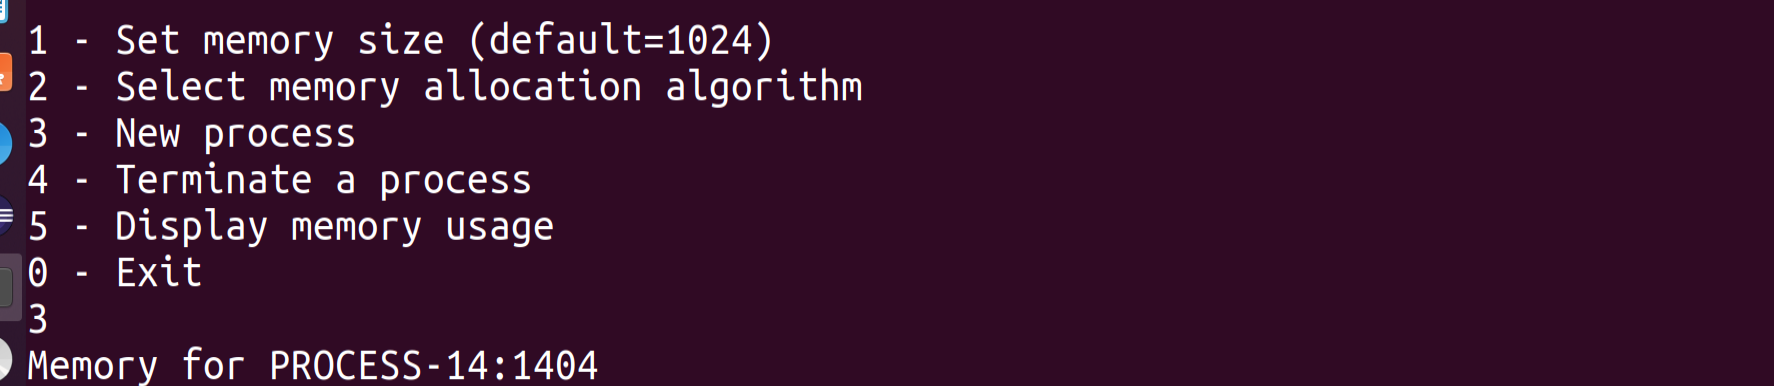 1 - Set memory size (default=1024)
2 - Select memory allocation algorithm
3 - New process
4 - Terminate a process
5 - Display memory usage
0 - Exit
3
Memory for PROCESS-14:1404